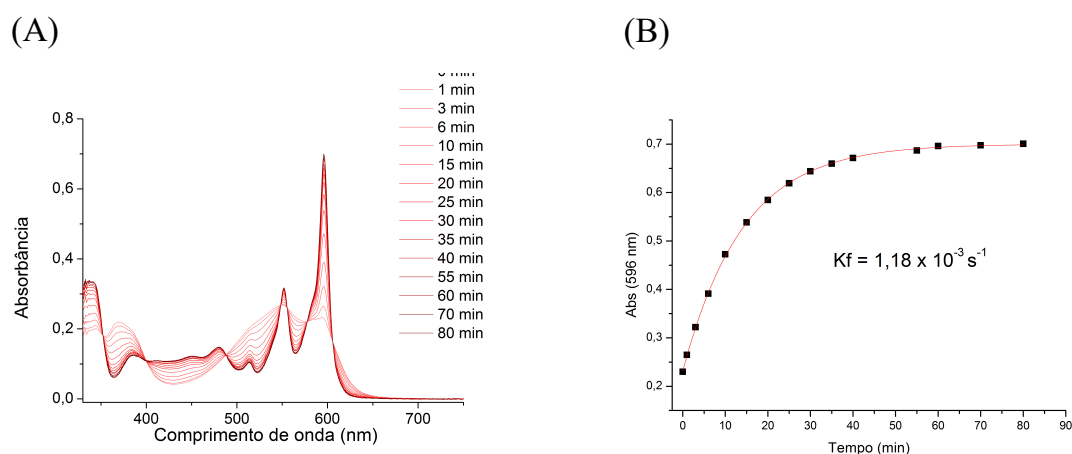 (A)
(B)
1 min
3 min
6 min
10 min
15 min
20 min
25 min
30 min
35 min
40 min
55 min
60 min
70 min
80 min
0,8
0,6
0,4
0,2
0,0
Absorbância
400
500
600
700
Comprimento de onda (nm)
0,7
0,6
0,5
0,4
0,3
0,2
Abs (596 nm)
Kf = 1,18 x 10⁻³ s⁻¹
0
10
20
30
40
50
60
70
80
90
Tempo (min)